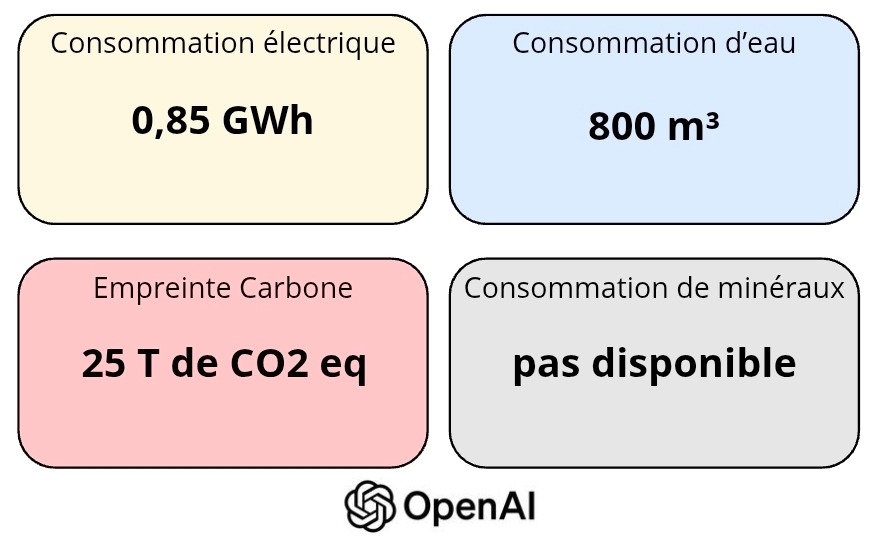 Consommation électrique
0,85 GWh
Consommation d’eau
800 m³
Empreinte Carbone
25 T de CO2 eq
Consommation de minéraux
pas disponible
OpenAI